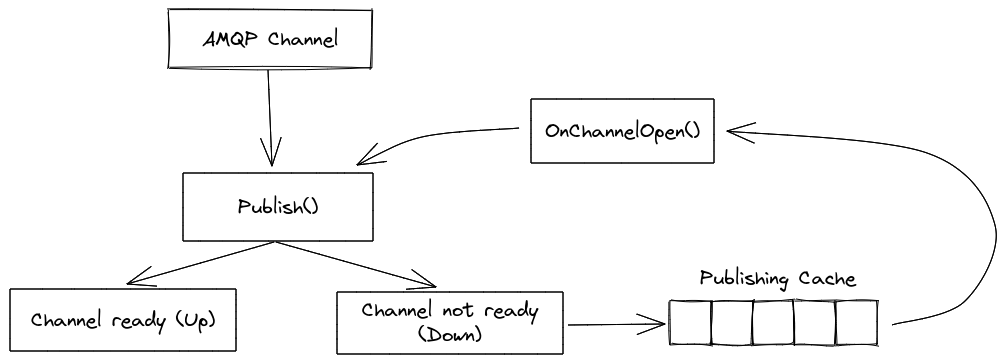 AMQP Channel
OnChannelOpen()
Publish()
Publishing Cache
Channel ready (Up)
Channel not ready
(Down)